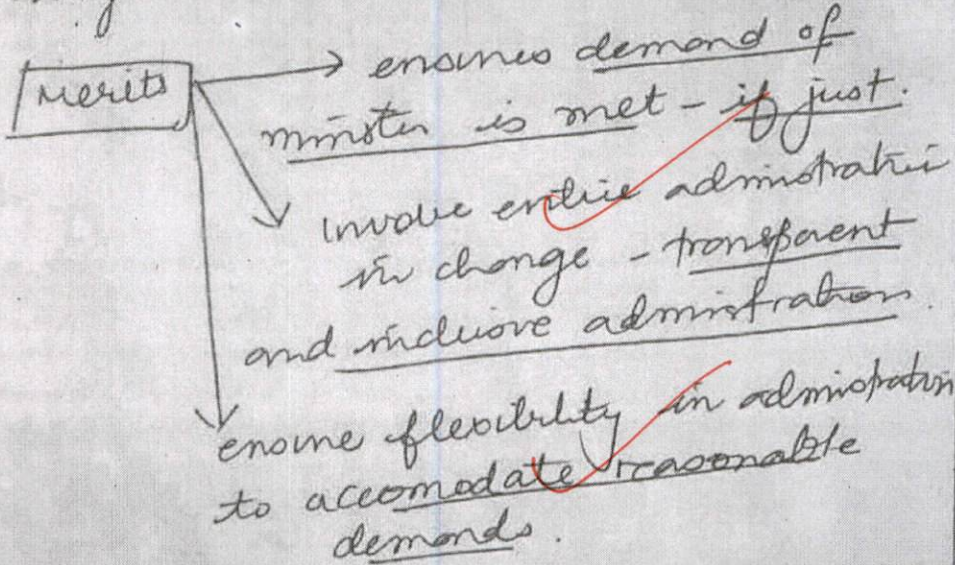 Merits
ensures demand of
minister is met - if just.
involve entire administration
in change - transparent
and inclusive administration.
ensure flexibility in administration
to accomodate reasonable
demands.